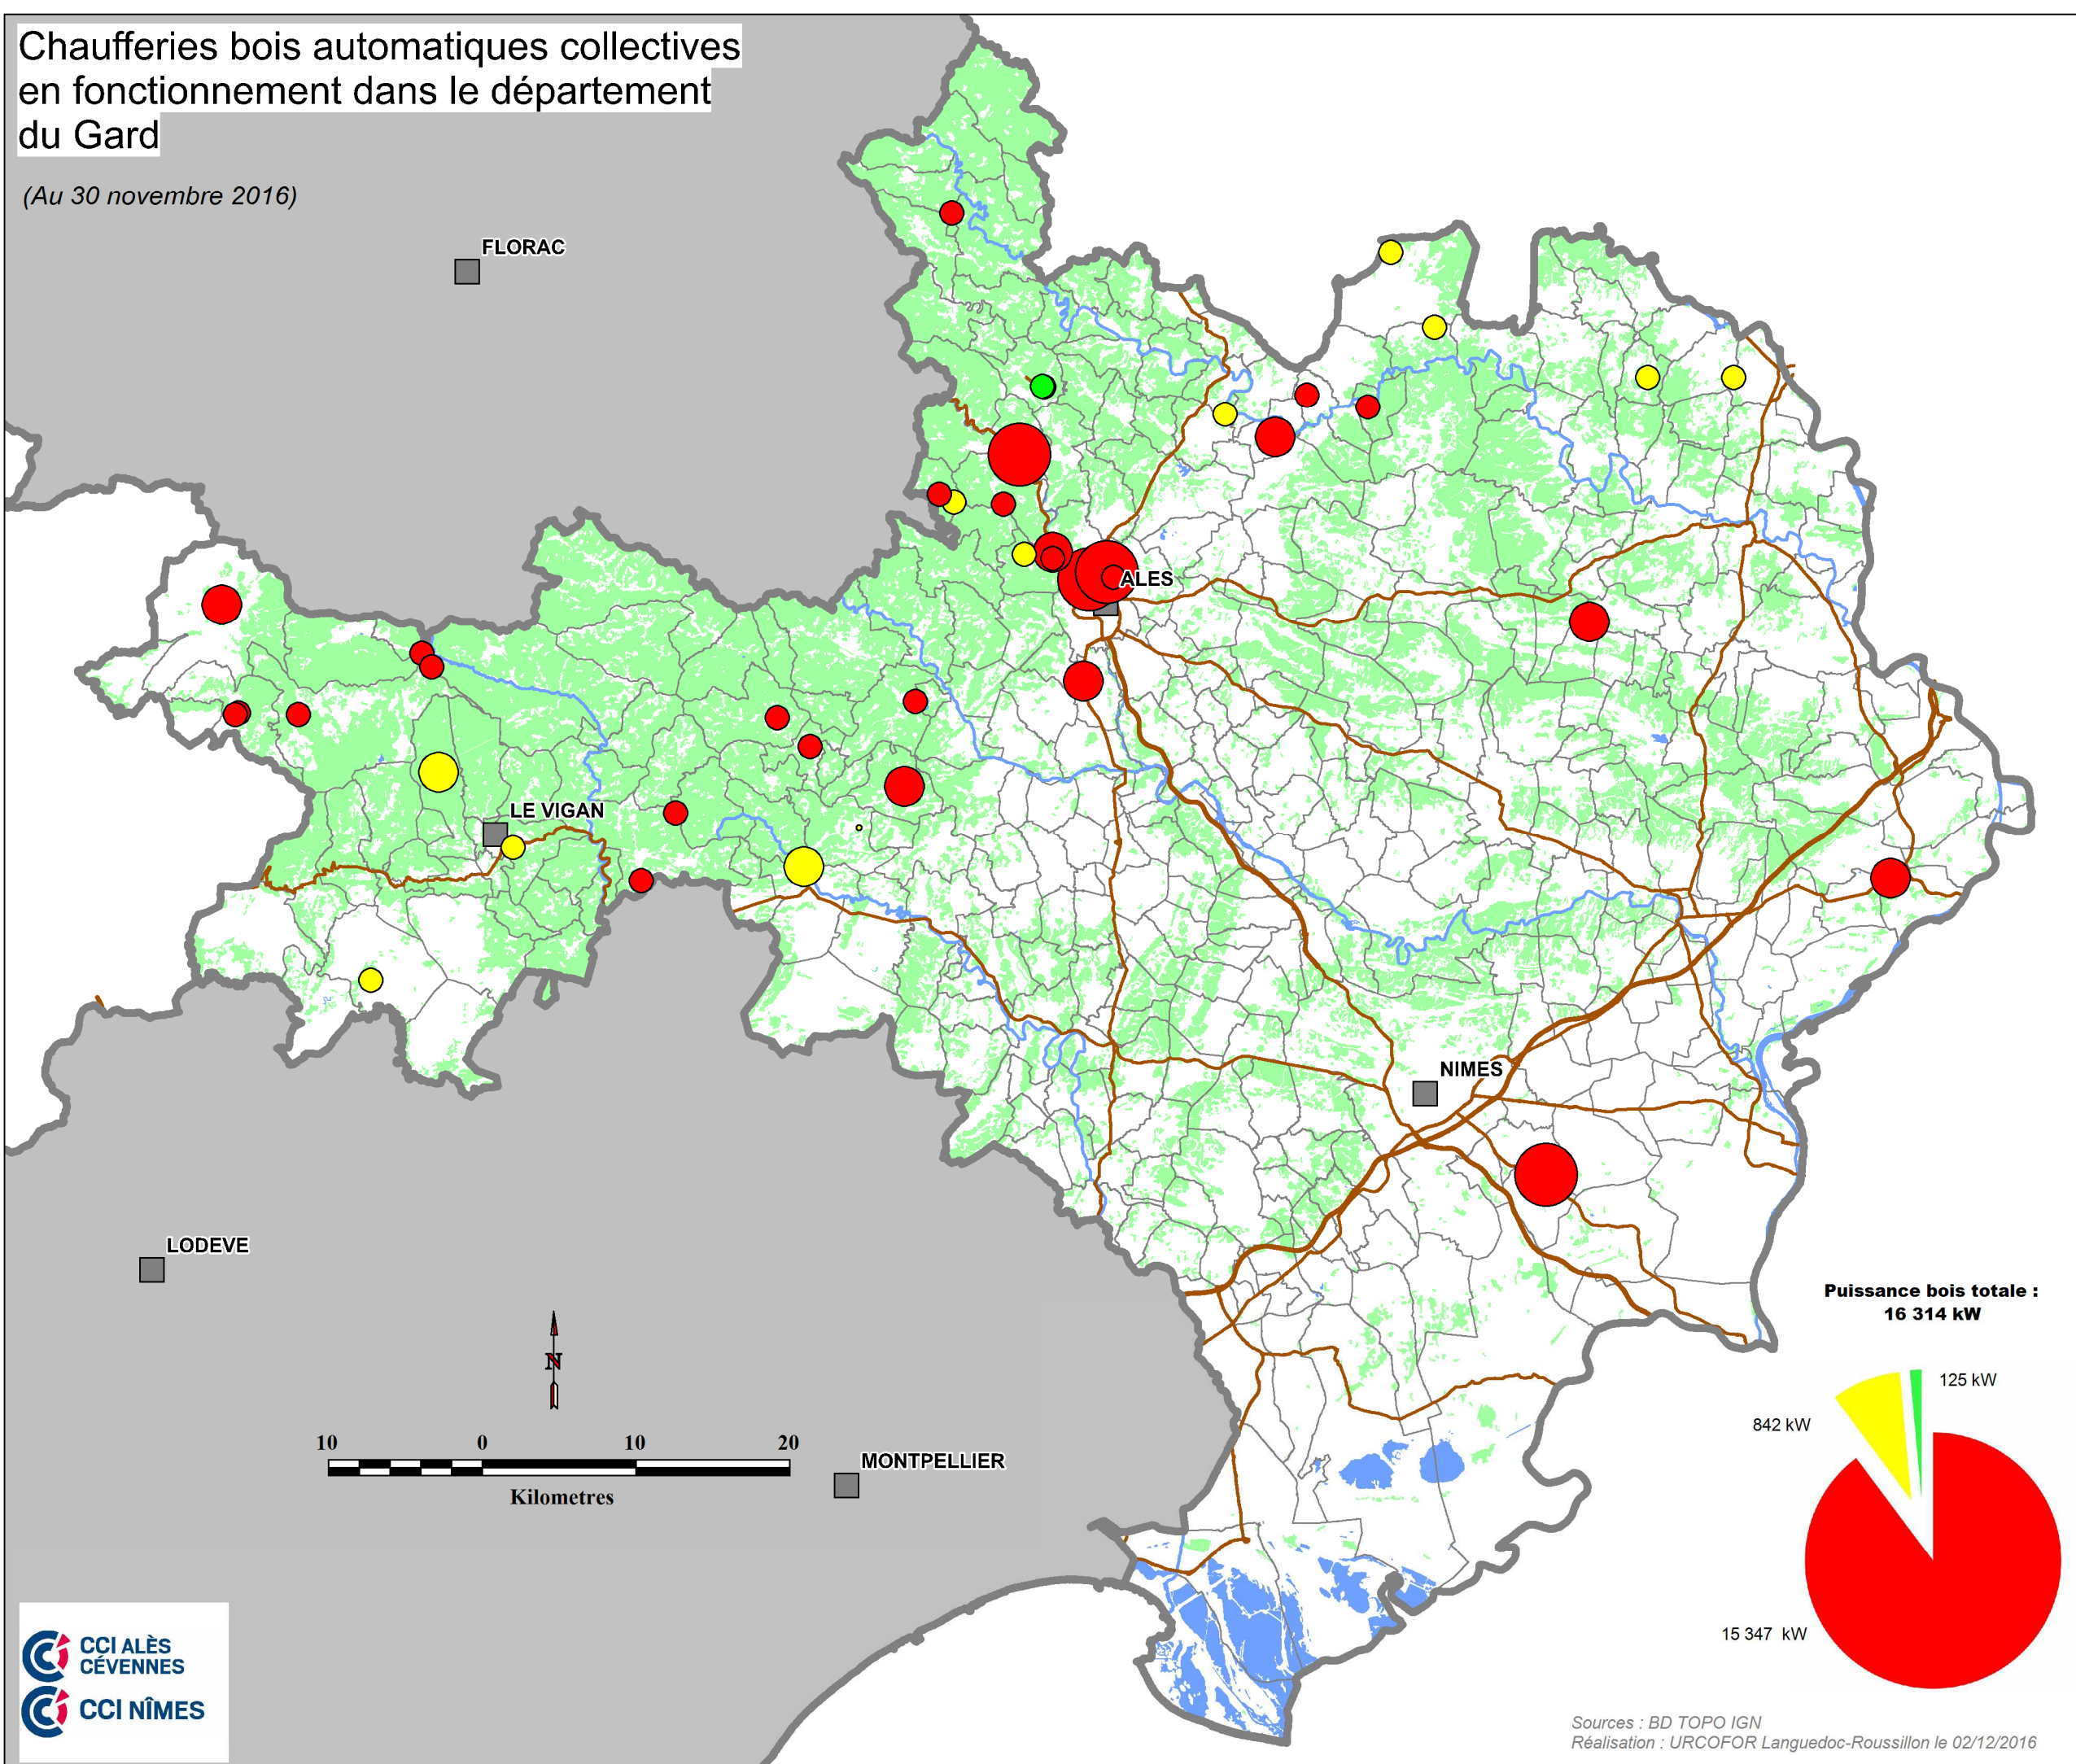 Chaufferies bois automatiques collectives
en fonctionnement dans le département
du Gard
(Au 30 novembre 2016)
FLORAC
ALES
LE VIGAN
NIMES
LODEVE
MONTPELLIER
N
10 0 10 20
Kilometres
Puissance bois totale :
16 314 kW
125 kW
842 kW
15 347 kW
CCI ALÈS
CÉVENNES
CCI NÎMES
Sources : BD TOPO IGN
Réalisation : URCOFOR Languedoc-Roussillon le 02/12/2016